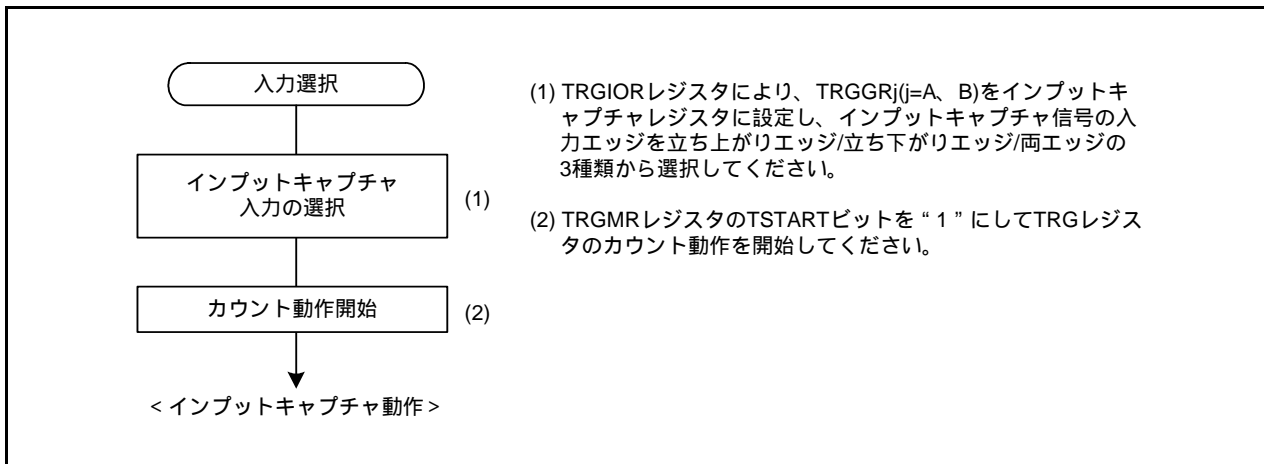 入力選択
インプットキャプチャ
入力の選択
(1)
カウント動作開始
(2)
< インプットキャプチャ動作 >
(1) TRGIORレジスタにより、TRGGRj(j=A、B)をインプットキ
ャプチャレジスタに設定し、インプットキャプチャ信号の入
力エッジを立ち上がりエッジ/立ち下がりエッジ/両エッジの
3種類から選択してください。
(2) TRGMRレジスタのTSTARTビットを “ 1 ” にしてTRGレジス
タのカウント動作を開始してください。